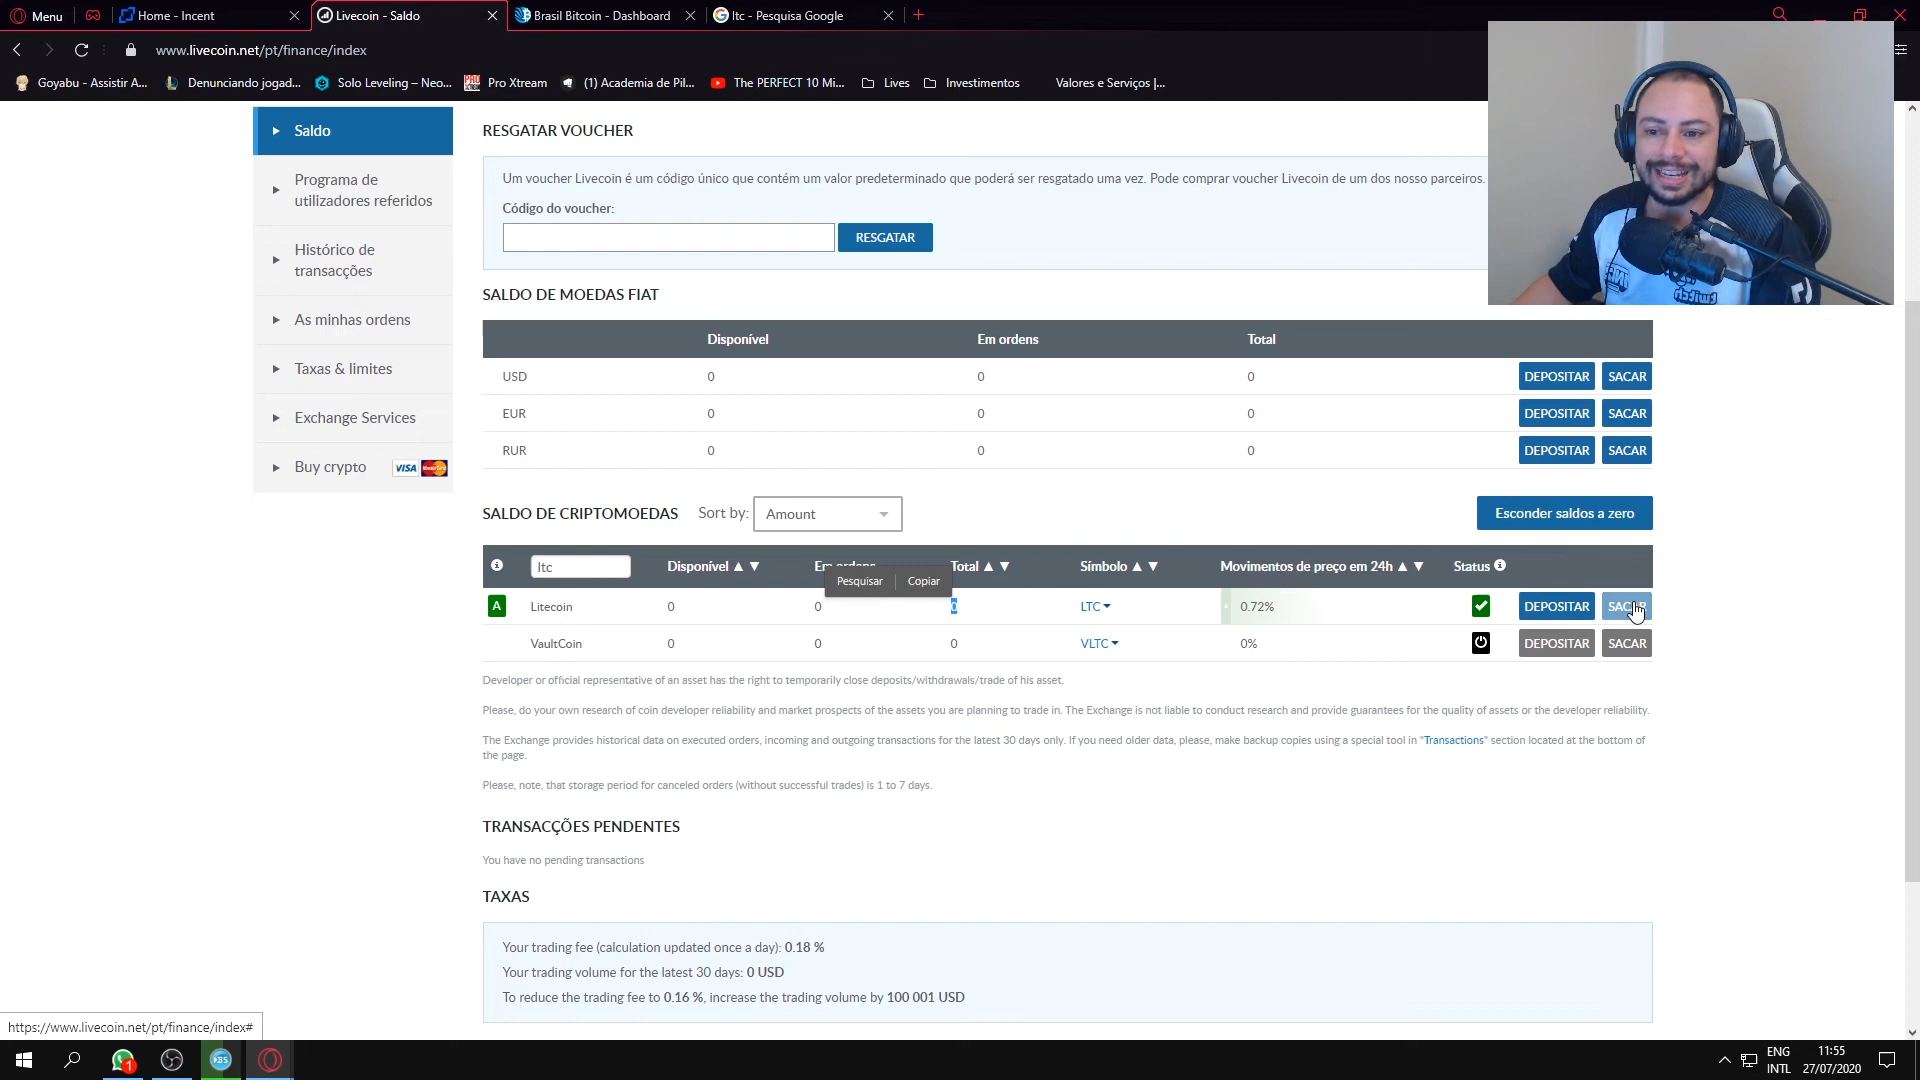 Menu
Home - Incent
Livecoin - Saldo
Brasil Bitcoin - Dashboard
ltc - Pesquisa Google
www.livecoin.net/pt/finance/index
Goyabu - Assistir A...
Denunciando jogad...
Solo Leveling – Neo...
Pro Xtream
(1) Academia de Pil...
The PERFECT 10 Mi...
Lives
Investimentos
Valores e Serviços |...
Saldo
Programa de
utilizadores referidos
Histórico de
transacções
As minhas ordens
Taxas & limites
Exchange Services
Buy crypto VISA
RESGATAR VOUCHER
Um voucher Livecoin é um código único que contém um valor predeterminado que poderá ser resgatado uma vez. Pode comprar voucher Livecoin de um dos nosso parceiros.
Código do voucher:
RESGATAR
SALDO DE MOEDAS FIAT
Disponível Em ordens Total
USD 0 0 0 DEPOSITAR SACAR
EUR 0 0 0 DEPOSITAR SACAR
RUR 0 0 0 DEPOSITAR SACAR
SALDO DE CRIPTOMOEDAS Sort by: Amount Esconder saldos a zero
ltc Disponível ▲ ▼ Em ordens Total ▲ ▼ Símbolo ▲ ▼ Movimentos de preço em 24h ▲ ▼ Status
Pesquisar Copiar
A Litecoin 0 0 0 LTC 0.72% DEPOSITAR SACAR
VaultCoin 0 0 0 VLTC 0% DEPOSITAR SACAR
Developer or official representative of an asset has the right to temporarily close deposits/withdrawals/trade of his asset.
Please, do your own research of coin developer reliability and market prospects of the assets you are planning to trade in. The Exchange is not liable to conduct research and provide guarantees for the quality of assets or the developer reliability.
The Exchange provides historical data on executed orders, incoming and outgoing transactions for the latest 30 days only. If you need older data, please, make backup copies using a special tool in "Transactions" section located at the bottom of
the page.
Please, note, that storage period for canceled orders (without successful trades) is 1 to 7 days.
TRANSACÇÕES PENDENTES
You have no pending transactions
TAXAS
Your trading fee (calculation updated once a day): 0.18 %
Your trading volume for the latest 30 days: 0 USD
To reduce the trading fee to 0.16 %, increase the trading volume by 100 001 USD
https://www.livecoin.net/pt/finance/index#
1
ENG
INTL
11:55
27/07/2020